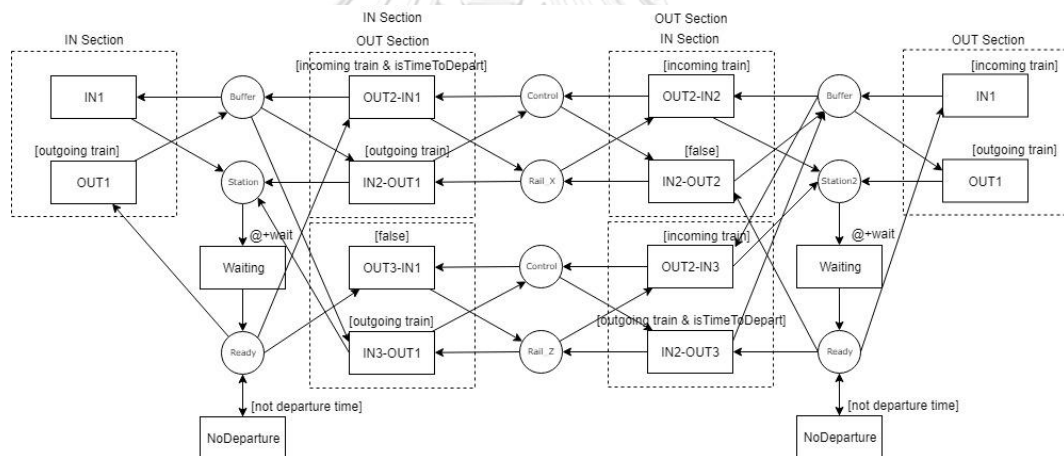 IN Section
OUT Section
IN Section
OUT Section
OUT Section
IN Section
OUT Section
[incoming train & isTimeToDepart]
[incoming train]
[incoming train]
IN1
Buffer
OUT2-IN1
Control
OUT2-IN2
Buffer
IN1
[outgoing train]
[outgoing train]
[false]
[outgoing train]
OUT1
Station
IN2-OUT1
Rail_X
IN2-OUT2
Station2
OUT1
@+wait
[false]
[incoming train]
@+wait
Waiting
OUT3-IN1
Control
OUT2-IN3
Waiting
[outgoing train]
[outgoing train & isTimeToDepart]
Ready
IN3-OUT1
Rail_Z
IN2-OUT3
Ready
[not departure time]
[not departure time]
NoDeparture
NoDeparture